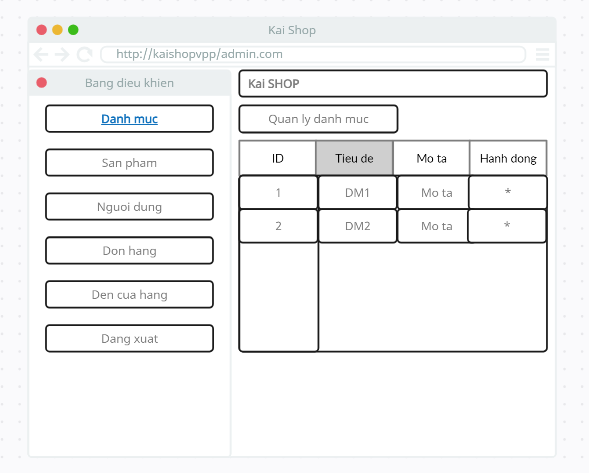 Kai Shop
http://kaishopvpp/admin.com
Bang dieu khien
Danh muc
San pham
Nguoi dung
Don hang
Den cua hang
Dang xuat
Kai SHOP
Quan ly danh muc
ID Tieu de Mo ta Hanh dong
1 DM1 Mo ta *
2 DM2 Mo ta *